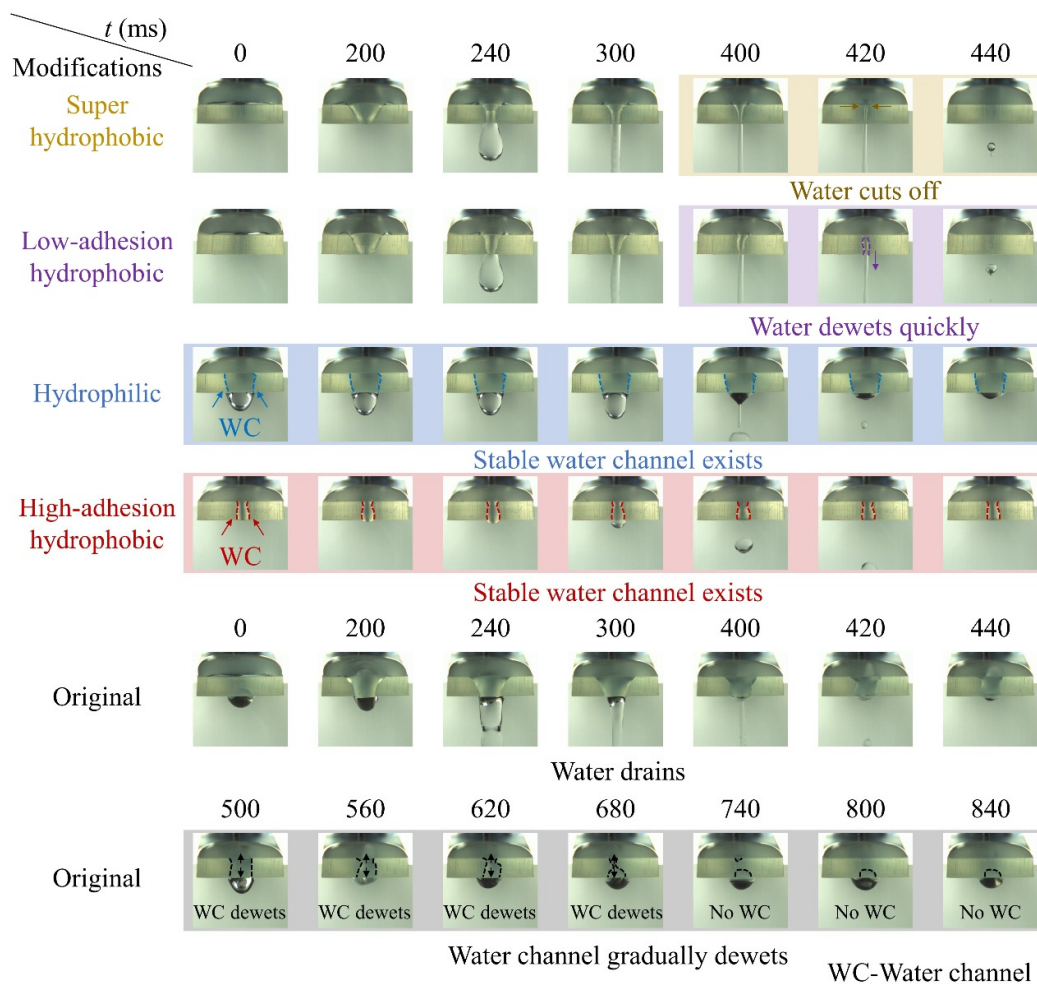 t (ms)
Modifications
0 200 240 300 400 420 440
Super
hydrophobic
Water cuts off
Low-adhesion
hydrophobic
Water dewets quickly
Hydrophilic
WC
Stable water channel exists
High-adhesion
hydrophobic
WC
Stable water channel exists
0 200 240 300 400 420 440
Original
Water drains
500 560 620 680 740 800 840
Original
WC dewets WC dewets WC dewets WC dewets No WC No WC No WC
Water channel gradually dewets
WC-Water channel